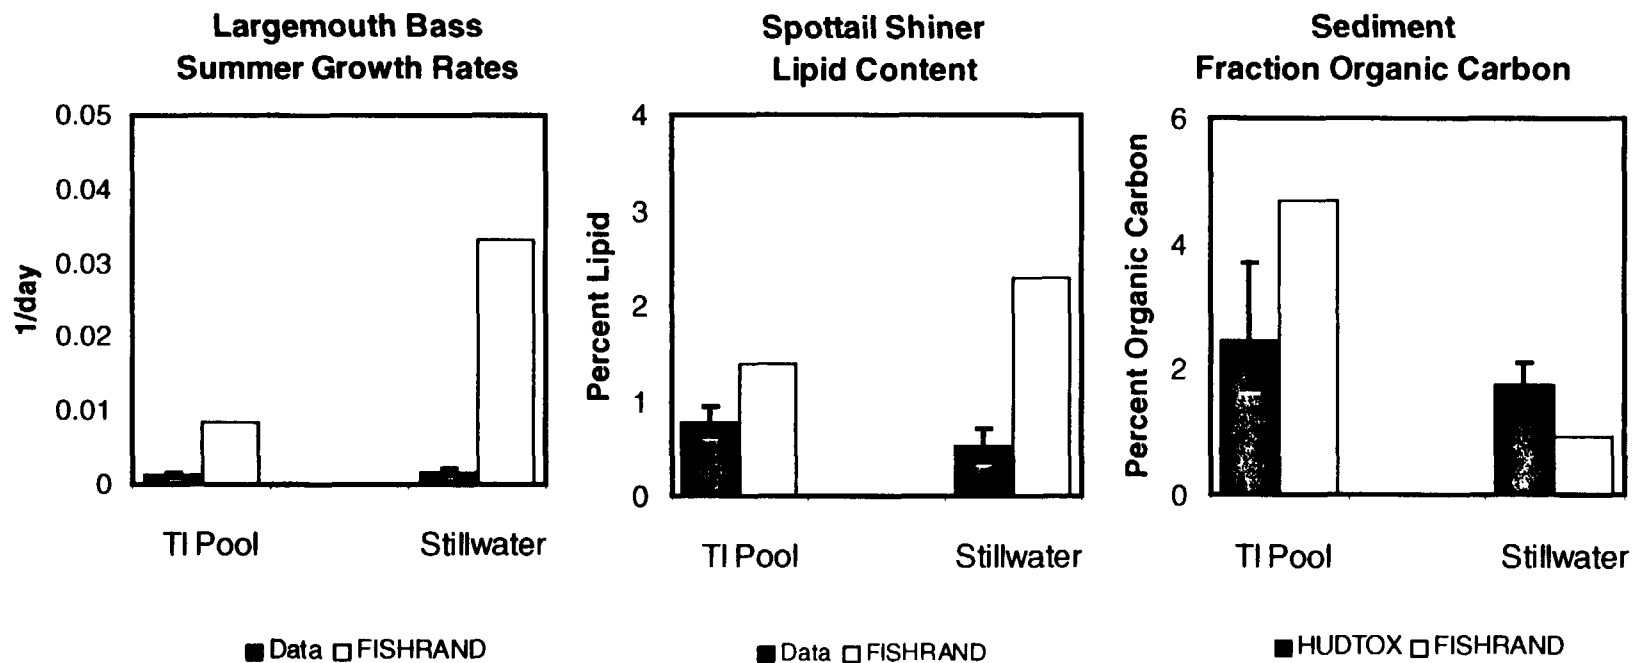 Largemouth Bass
Summer Growth Rates
1/day
0.05
0.04
0.03
0.02
0.01
0
TI Pool
Stillwater
Data FISHRAND
Spottail Shiner
Lipid Content
Percent Lipid
4
3
2
1
0
TI Pool
Stillwater
Data FISHRAND
Sediment
Fraction Organic Carbon
Percent Organic Carbon
6
4
2
0
TI Pool
Stillwater
HUDTOX FISHRAND